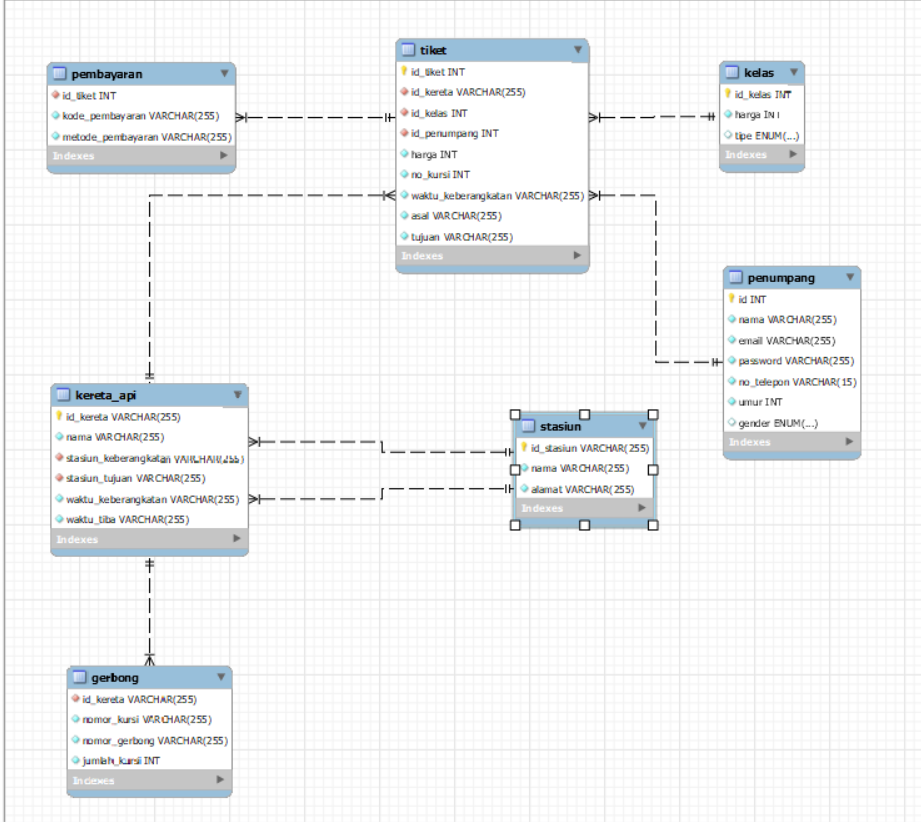 pembayaran
id_tiket INT
kode_pembayaran VARCHAR(255)
metode_pembayaran VARCHAR(255)
Indexes
tiket
id_tiket INT
id_kereta VARCHAR(255)
id_kelas INT
id_penumpang INT
harga INT
no_kursi INT
waktu_keberangkatan VARCHAR(255)
asal VARCHAR(255)
tujuan VARCHAR(255)
Indexes
kelas
id_kelas INT
harga INT
tipe ENUM(...)
Indexes
penumpang
id INT
nama VARCHAR(255)
email VARCHAR(255)
password VARCHAR(255)
no_telepon VARCHAR(15)
umur INT
gender ENUM(...)
Indexes
kereta_api
id_kereta VARCHAR(255)
nama VARCHAR(255)
stasiun_keberangkatan VARCHAR(255)
stasiun_tujuan VARCHAR(255)
waktu_keberangkatan VARCHAR(255)
waktu_tiba VARCHAR(255)
Indexes
stasiun
id_stasiun VARCHAR(255)
nama VARCHAR(255)
alamat VARCHAR(255)
Indexes
gerbong
id_kereta VARCHAR(255)
nomor_kursi VARCHAR(255)
nomor_gerbong VARCHAR(255)
jumlah_kursi INT
Indexes